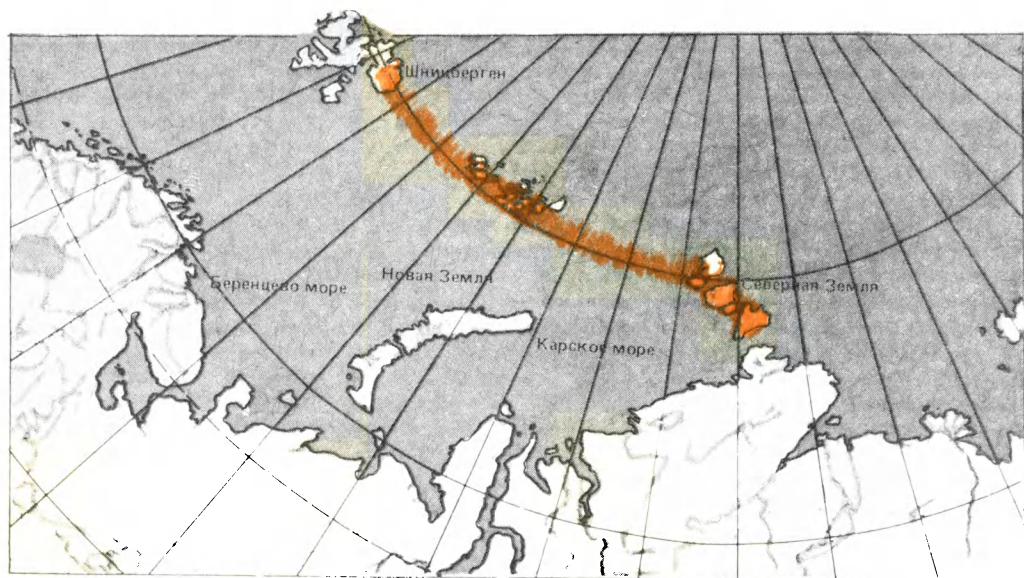 Шпицберген
Баренцево море
Новая Земля
Северная Земля
Карское море